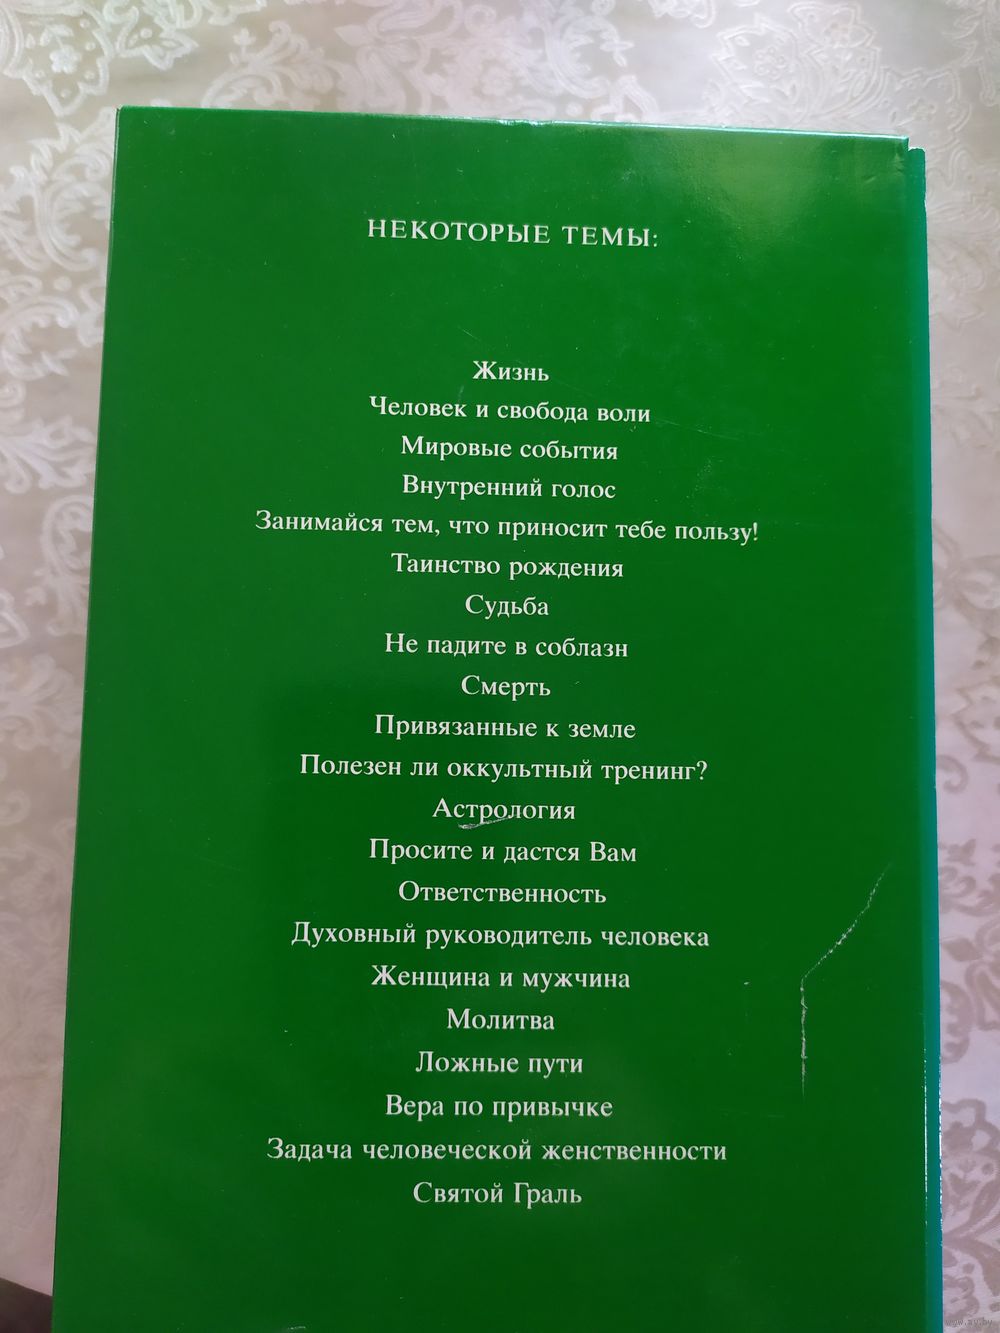 НЕКОТОРЫЕ ТЕМЫ:
Жизнь
Человек и свобода воли
Мировые события
Внутренний голос
Занимайся тем, что приносит тебе пользу!
Таинство рождения
Судьба
Не падите в соблазн
Смерть
Привязанные к земле
Полезен ли оккультный тренинг?
Астрология
Просите и дастся Вам
Ответственность
Духовный руководитель человека
Женщина и мужчина
Молитва
Ложные пути
Вера по привычке
Задача человеческой женственности
Святой Граль